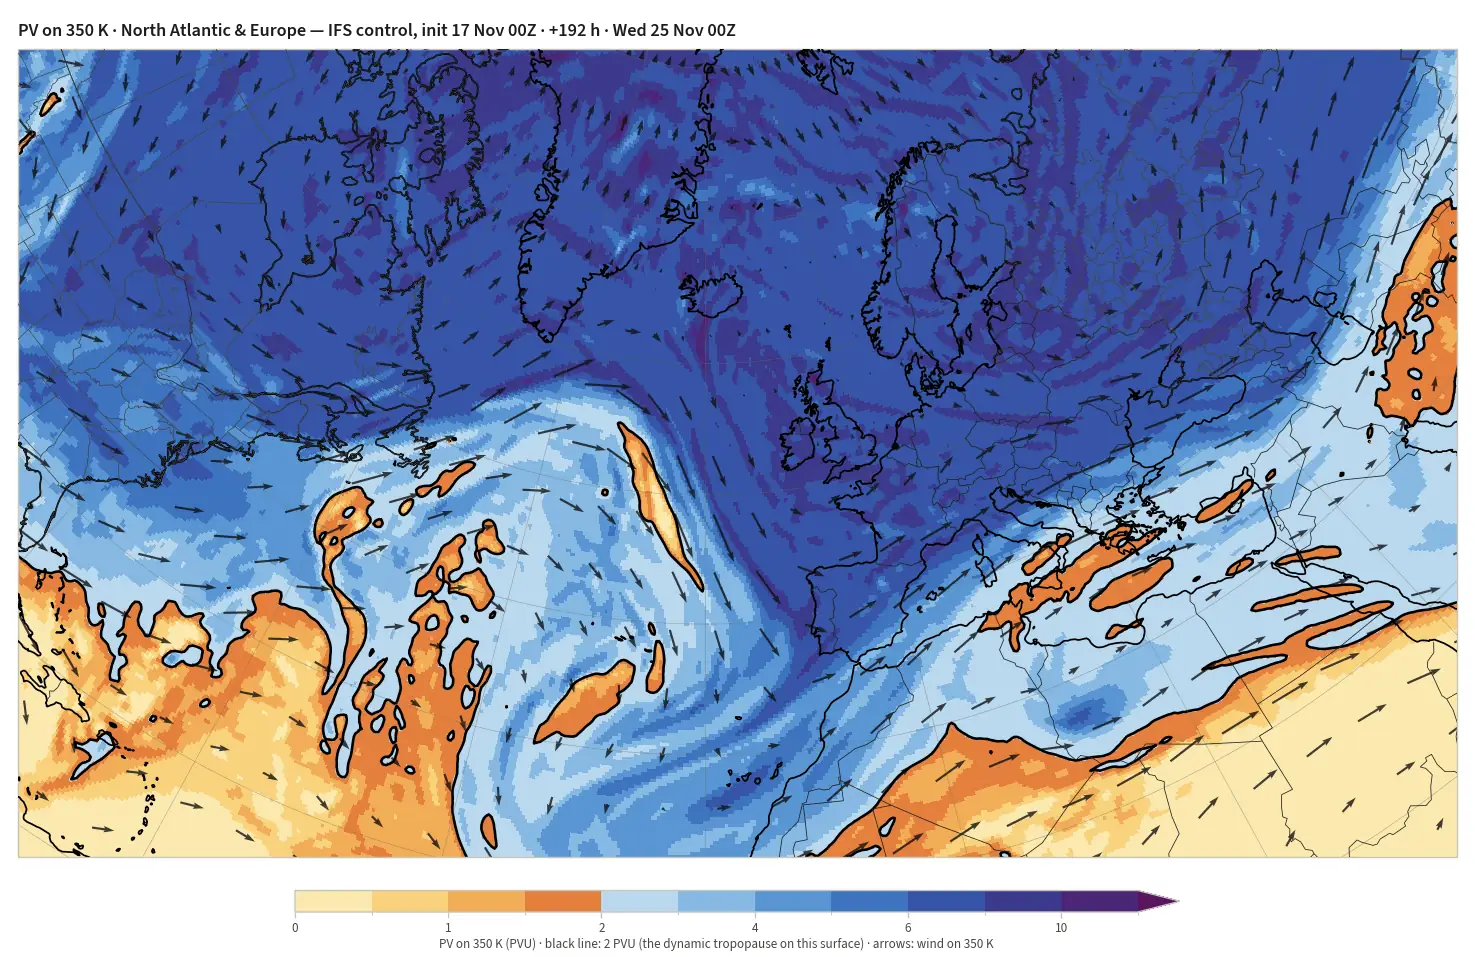 PV on 350 K · North Atlantic & Europe — IFS control, init 17 Nov 00Z · +192 h · Wed 25 Nov 00Z
0 1 2 4 6 10
PV on 350 K (PVU) · black line: 2 PVU (the dynamic tropopause on this surface) · arrows: wind on 350 K